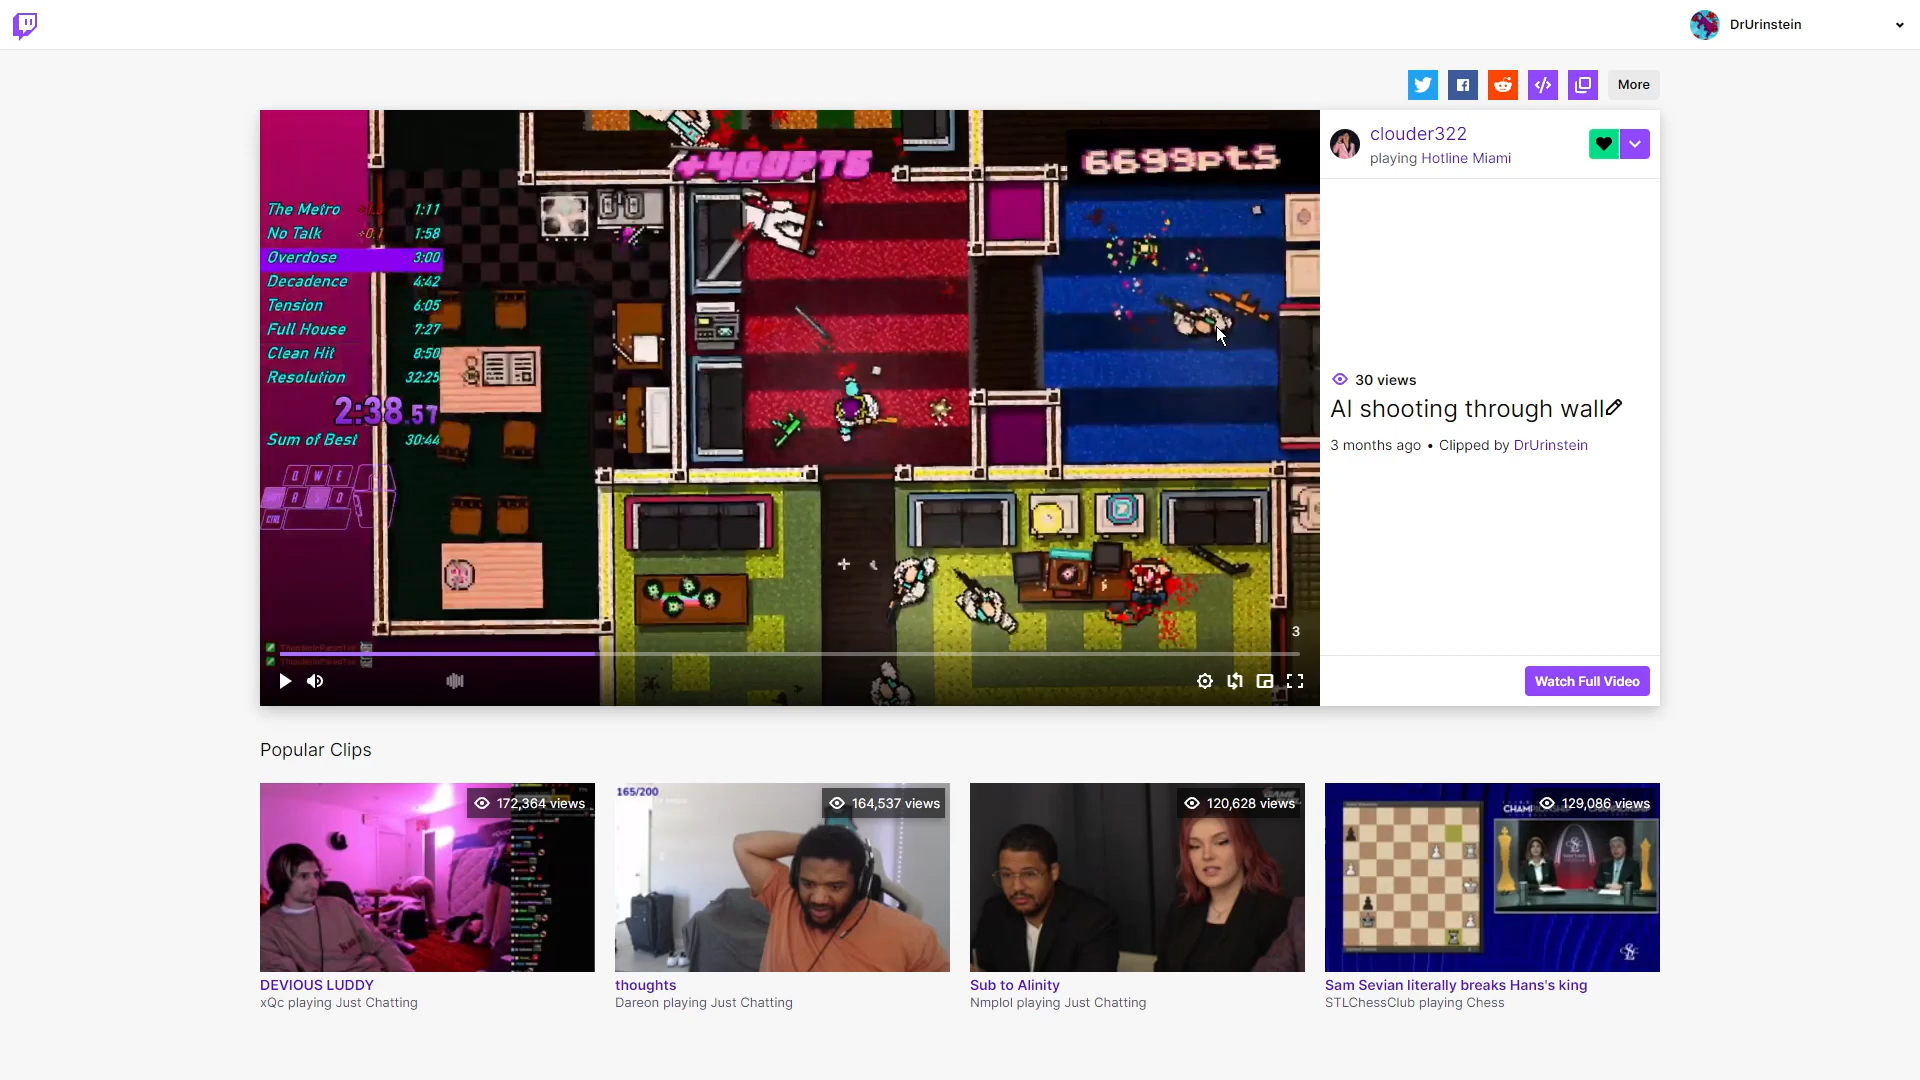 DrUrinstein
More
+400PTS
6699pts
clouder322
playing Hotline Miami
The Metro 1:11
No Talk +0.1 1:58
Overdose 3:00
Decadence 4:42
Tension 6:05
Full House 7:27
Clean Hit 8:50
Resolution 32:25
2:38.57
Sum of Best 30:44
Q W E
A S D
CTRL
30 views
AI shooting through wall
3 months ago • Clipped by DrUrinstein
3
Watch Full Video
Popular Clips
172,364 views
DEVIOUS LUDDY
xQc playing Just Chatting
165/200
164,537 views
thoughts
Dareon playing Just Chatting
120,628 views
Sub to Alinity
Nmplol playing Just Chatting
129,086 views
Sam Sevian literally breaks Hans's king
STLChessClub playing Chess